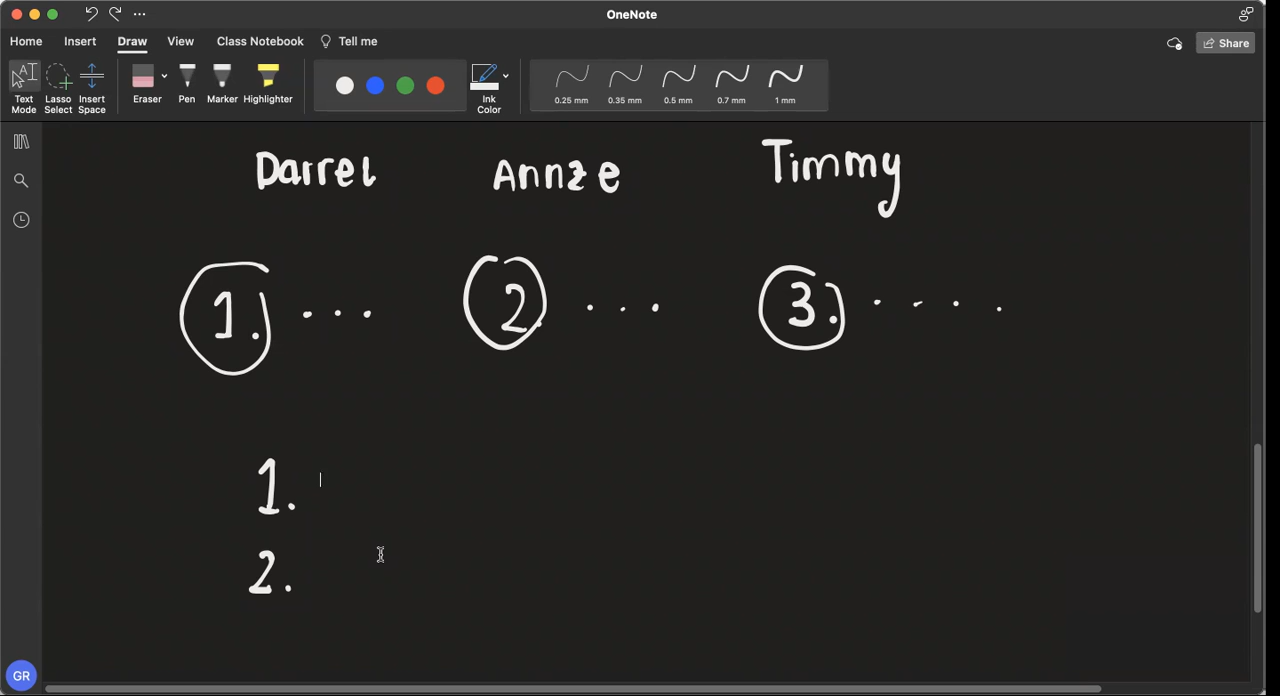 OneNote
Home Insert Draw View Class Notebook Tell me
Share
Text Mode
Lasso Select
Insert Space
Eraser
Pen
Marker
Highlighter
Ink Color
0.25 mm 0.35 mm 0.5 mm 0.7 mm 1 mm
Darrel Annze Timmy
1. . . . 2. . . . 3. . . . .
1.
2.
GR